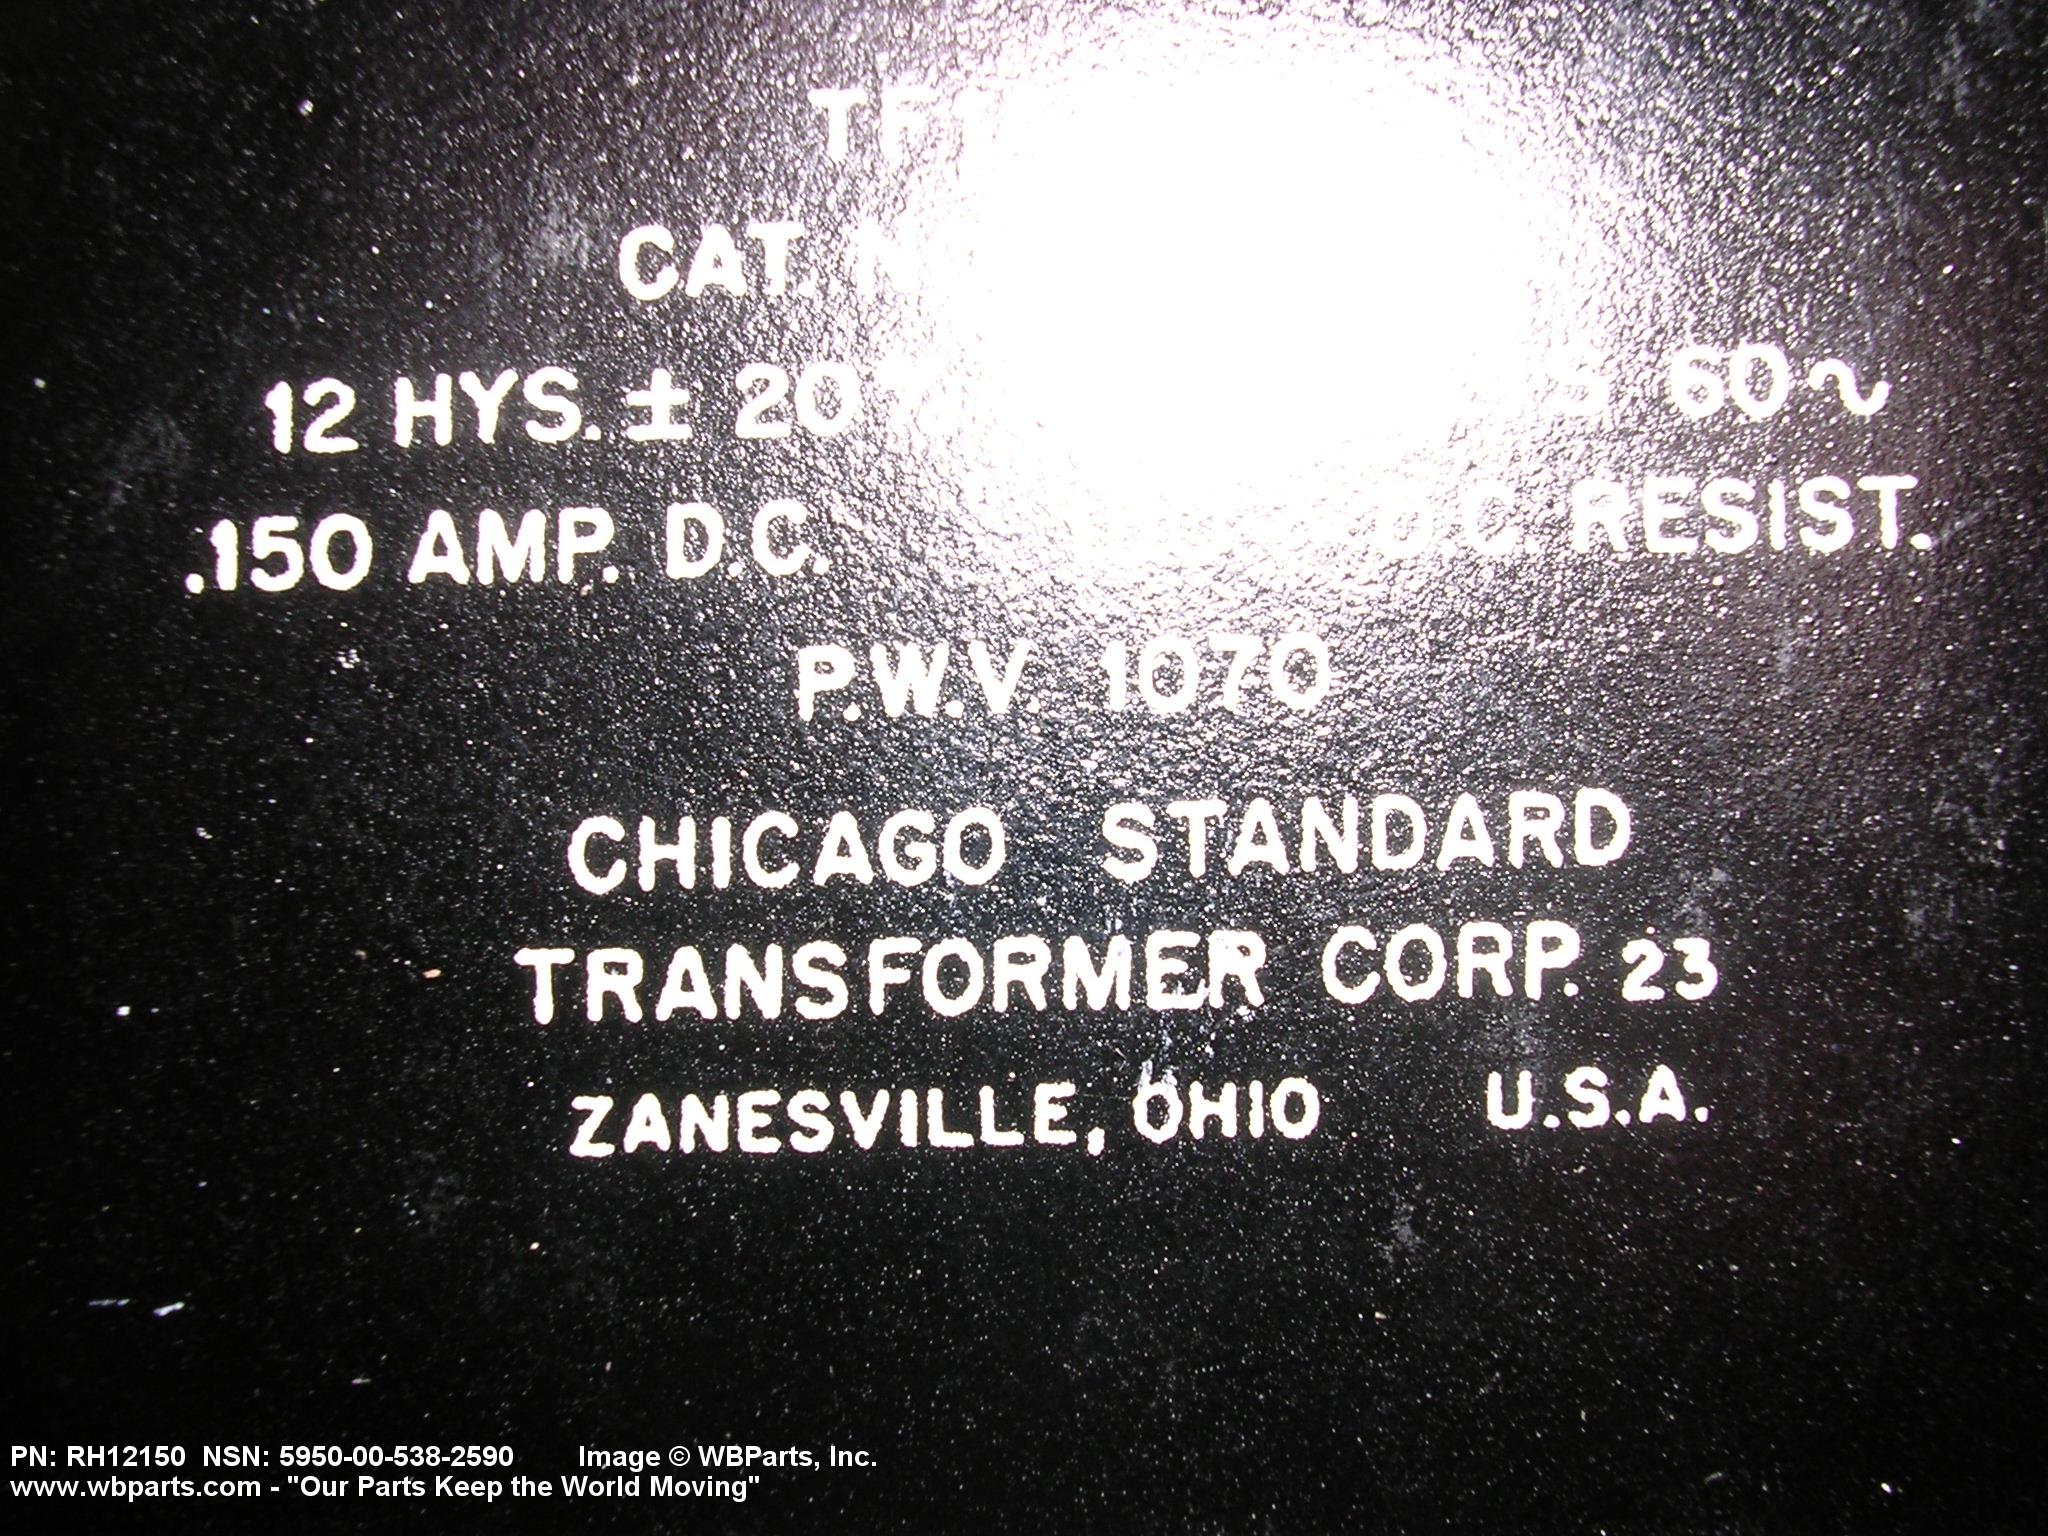 CAT.
12 HYS. ± 20 60~
.150 AMP. D.C. D.C. RESIST.
P.W.V. 1070
CHICAGO STANDARD
TRANSFORMER CORP. 23
ZANESVILLE, OHIO U.S.A.
PN: RH12150 NSN: 5950-00-538-2590 Image © WBParts, Inc.
www.wbparts.com - "Our Parts Keep the World Moving"